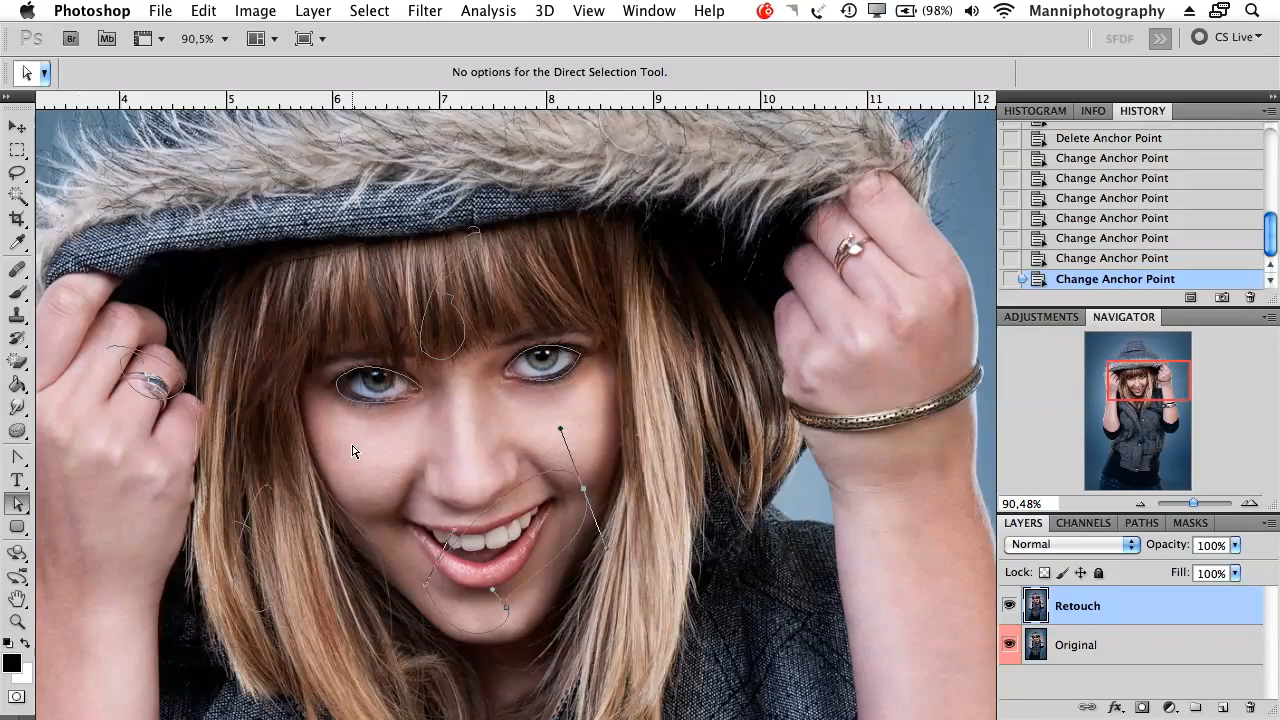 Photoshop File Edit Image Layer Select Filter Analysis 3D View Window Help (98%) Manniphotography
Ps Br Mb 90,5% SFDF CS Live
No options for the Direct Selection Tool.
4 5 6 7 8 9 10 11 12
HISTOGRAM INFO HISTORY
Delete Anchor Point
Change Anchor Point
Change Anchor Point
Change Anchor Point
Change Anchor Point
Change Anchor Point
Change Anchor Point
Change Anchor Point
ADJUSTMENTS NAVIGATOR
90,48%
LAYERS CHANNELS PATHS MASKS
Normal Opacity: 100%
Lock: Fill: 100%
Retouch
Original
T
fx